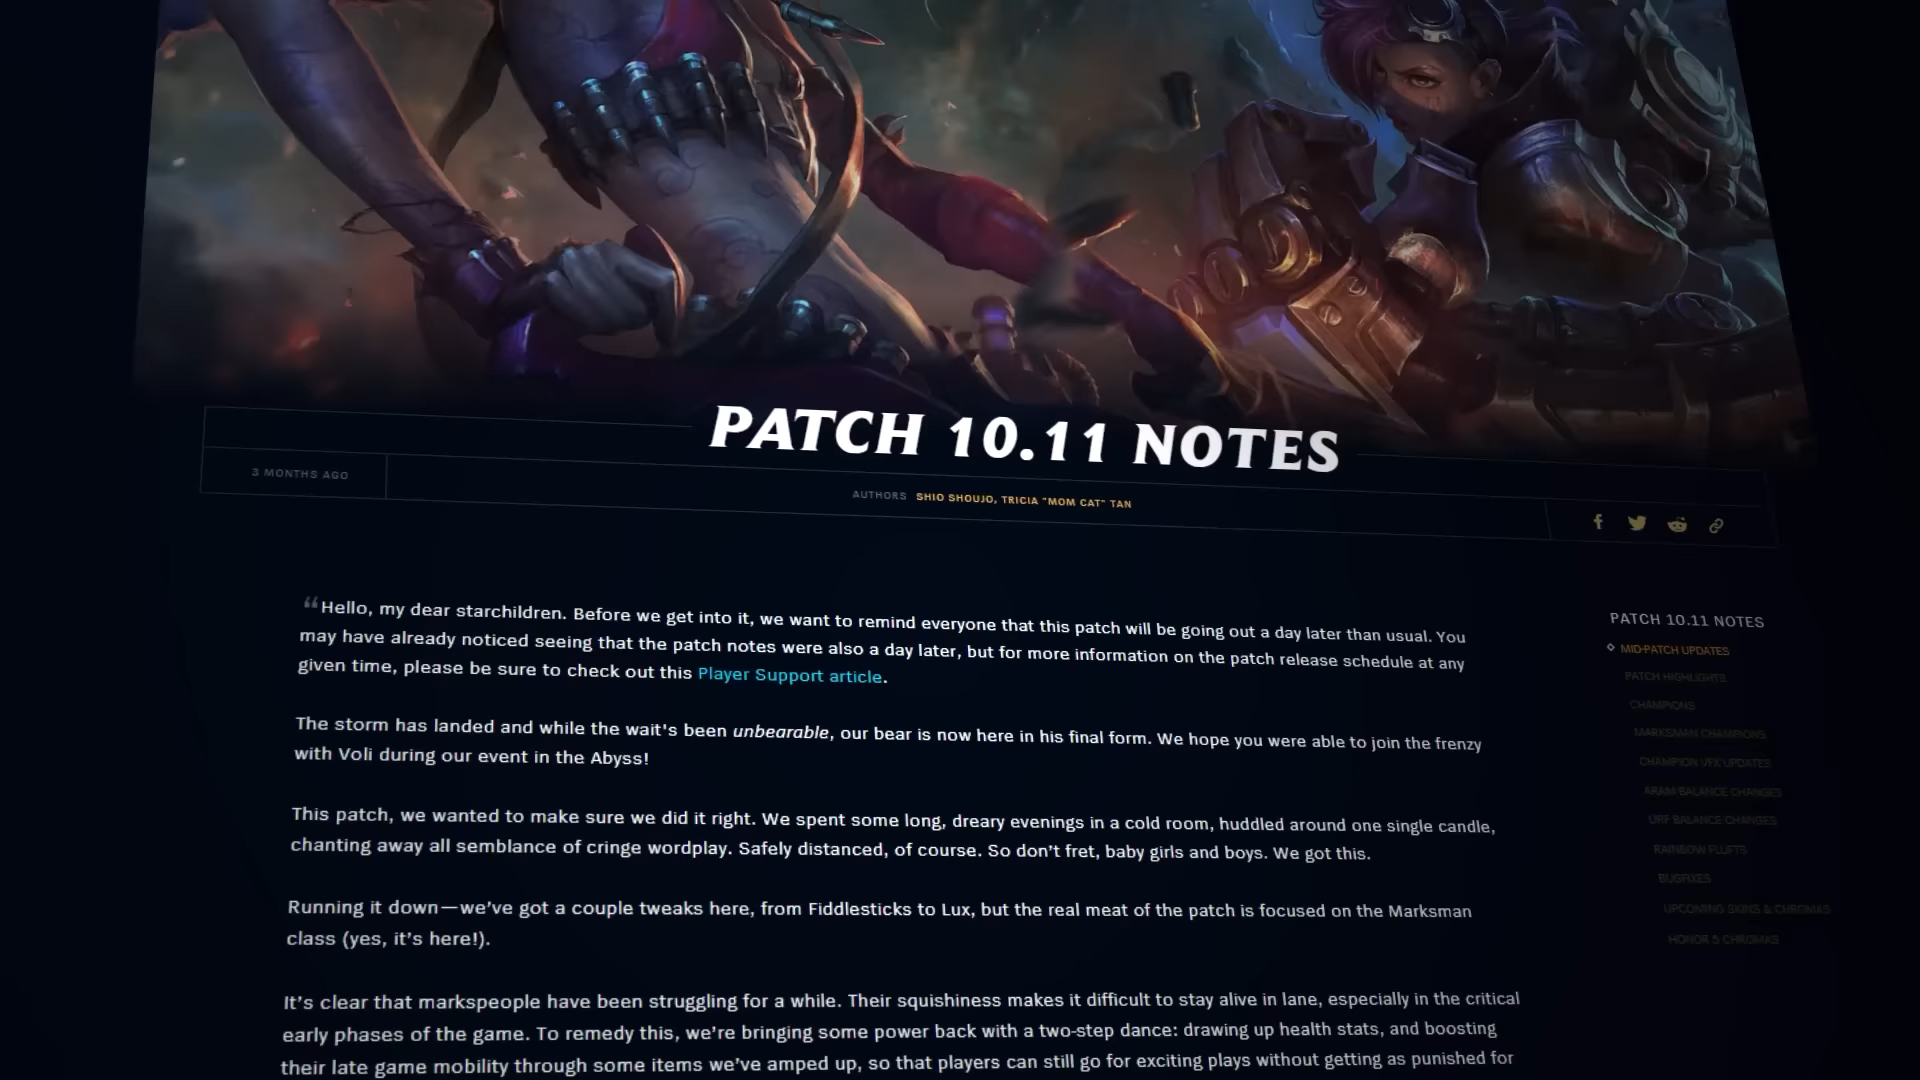 PATCH 10.11 NOTES
3 MONTHS AGO
AUTHORS SHIO SHOUJO, TRICIA "MOM CAT" TAN
“Hello, my dear starchildren. Before we get into it, we want to remind everyone that this patch will be going out a day later than usual. You
may have already noticed seeing that the patch notes were also a day later, but for more information on the patch release schedule at any
given time, please be sure to check out this Player Support article.
The storm has landed and while the wait's been unbearable, our bear is now here in his final form. We hope you were able to join the frenzy
with Voli during our event in the Abyss!
This patch, we wanted to make sure we did it right. We spent some long, dreary evenings in a cold room, huddled around one single candle,
chanting away all semblance of cringe wordplay. Safely distanced, of course. So don’t fret, baby girls and boys. We got this.
Running it down—we’ve got a couple tweaks here, from Fiddlesticks to Lux, but the real meat of the patch is focused on the Marksman
class (yes, it’s here!).
It’s clear that markspeople have been struggling for a while. Their squishiness makes it difficult to stay alive in lane, especially in the critical
early phases of the game. To remedy this, we’re bringing some power back with a two-step dance: drawing up health stats, and boosting
their late game mobility through some items we’ve amped up, so that players can still go for exciting plays without getting as punished for
PATCH 10.11 NOTES
MID-PATCH UPDATES
PATCH HIGHLIGHTS
CHAMPIONS
MARKSMAN CHAMPIONS
CHAMPION VFX UPDATES
ARAM BALANCE CHANGES
URF BALANCE CHANGES
RAINBOW FLUFTS
BUGFIXES
UPCOMING SKINS & CHROMAS
HONOR 5 CHROMAS